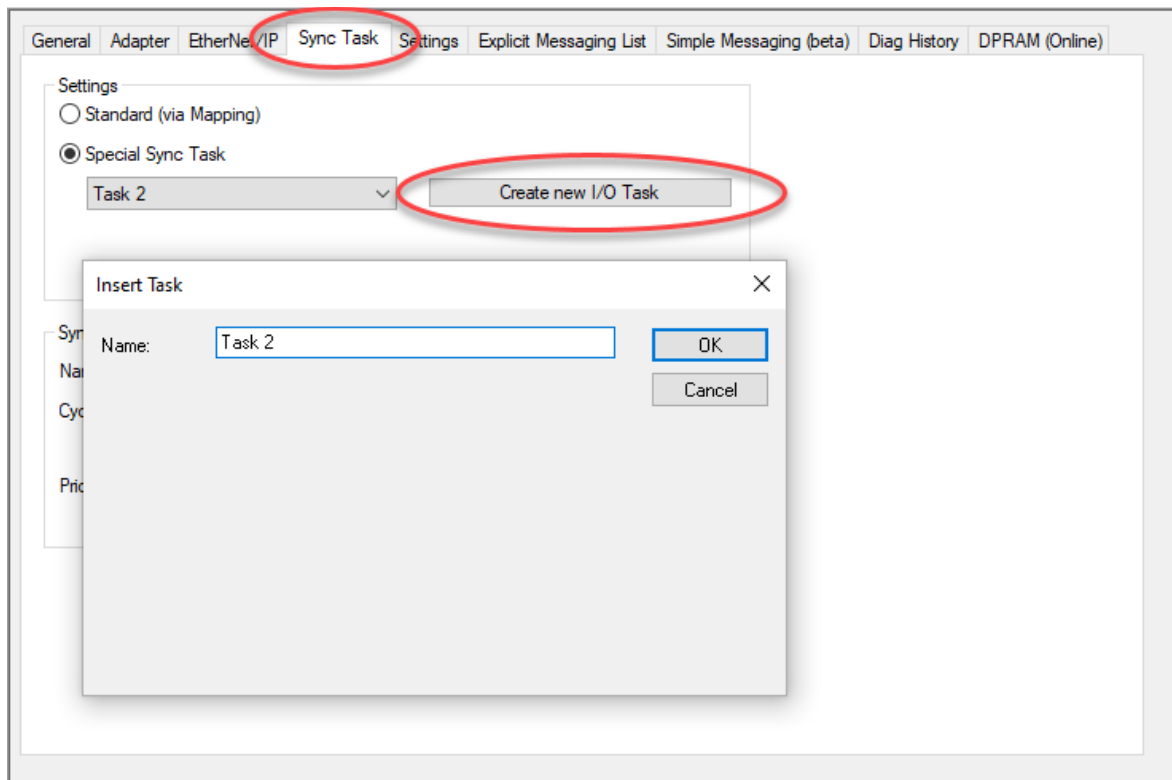 General Adapter EtherNet/IP Sync Task Settings Explicit Messaging List Simple Messaging (beta) Diag History DPRAM (Online)
Settings
Standard (via Mapping)
Special Sync Task
Task 2 Create new I/O Task
Insert Task
Name: Task 2 OK
Cancel